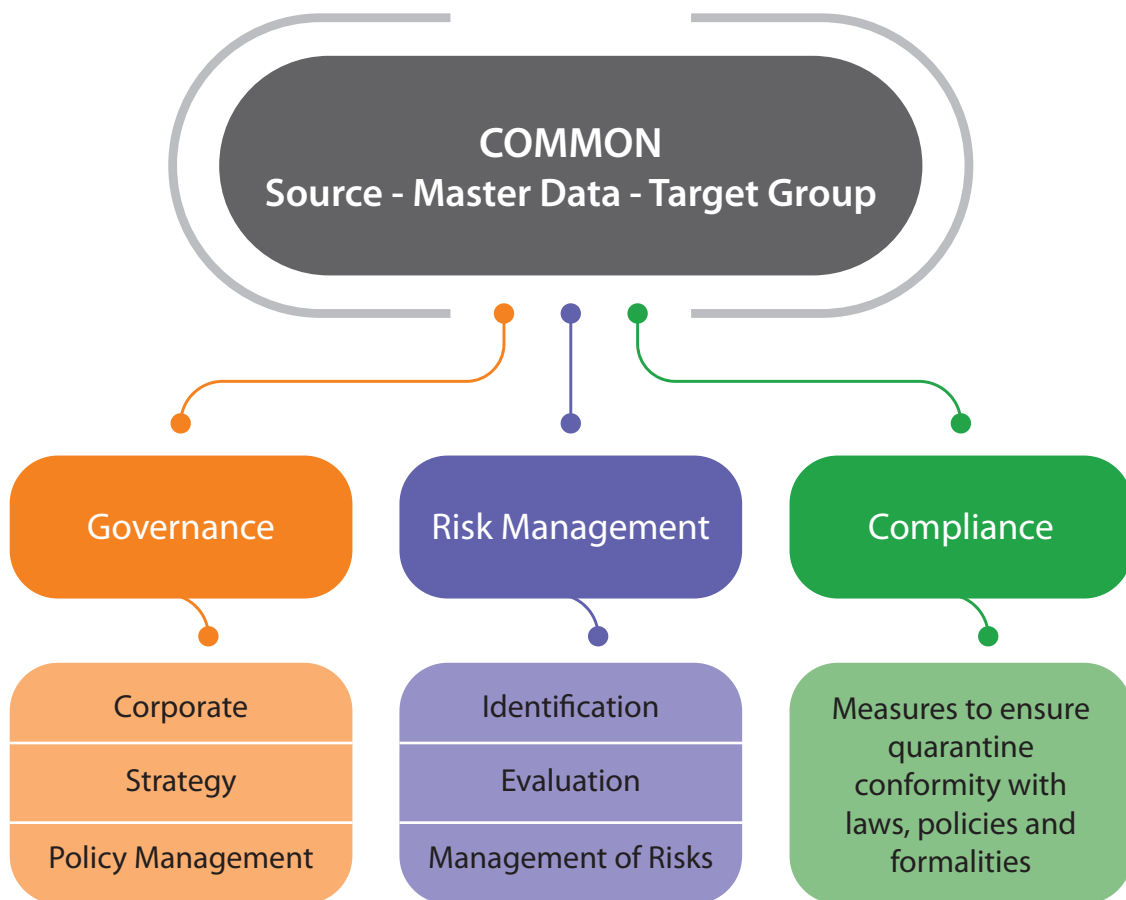 COMMON
Source - Master Data - Target Group
Governance
Risk Management
Compliance
Corporate
Strategy
Policy Management
Identification
Evaluation
Management of Risks
Measures to ensure
quarantine
conformity with
laws, policies and
formalities